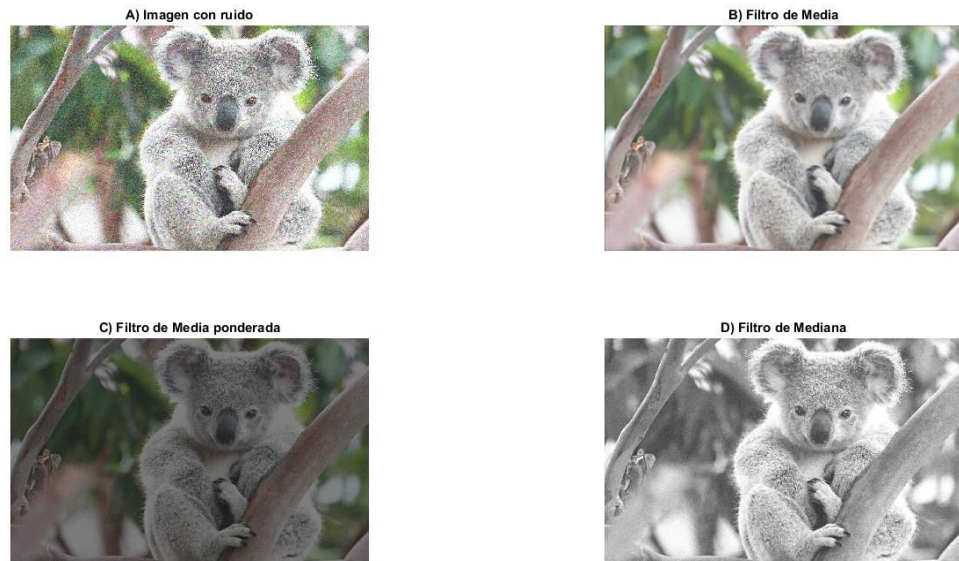 A) Imagen con ruido
B) Filtro de Media
C) Filtro de Media ponderada
D) Filtro de Mediana